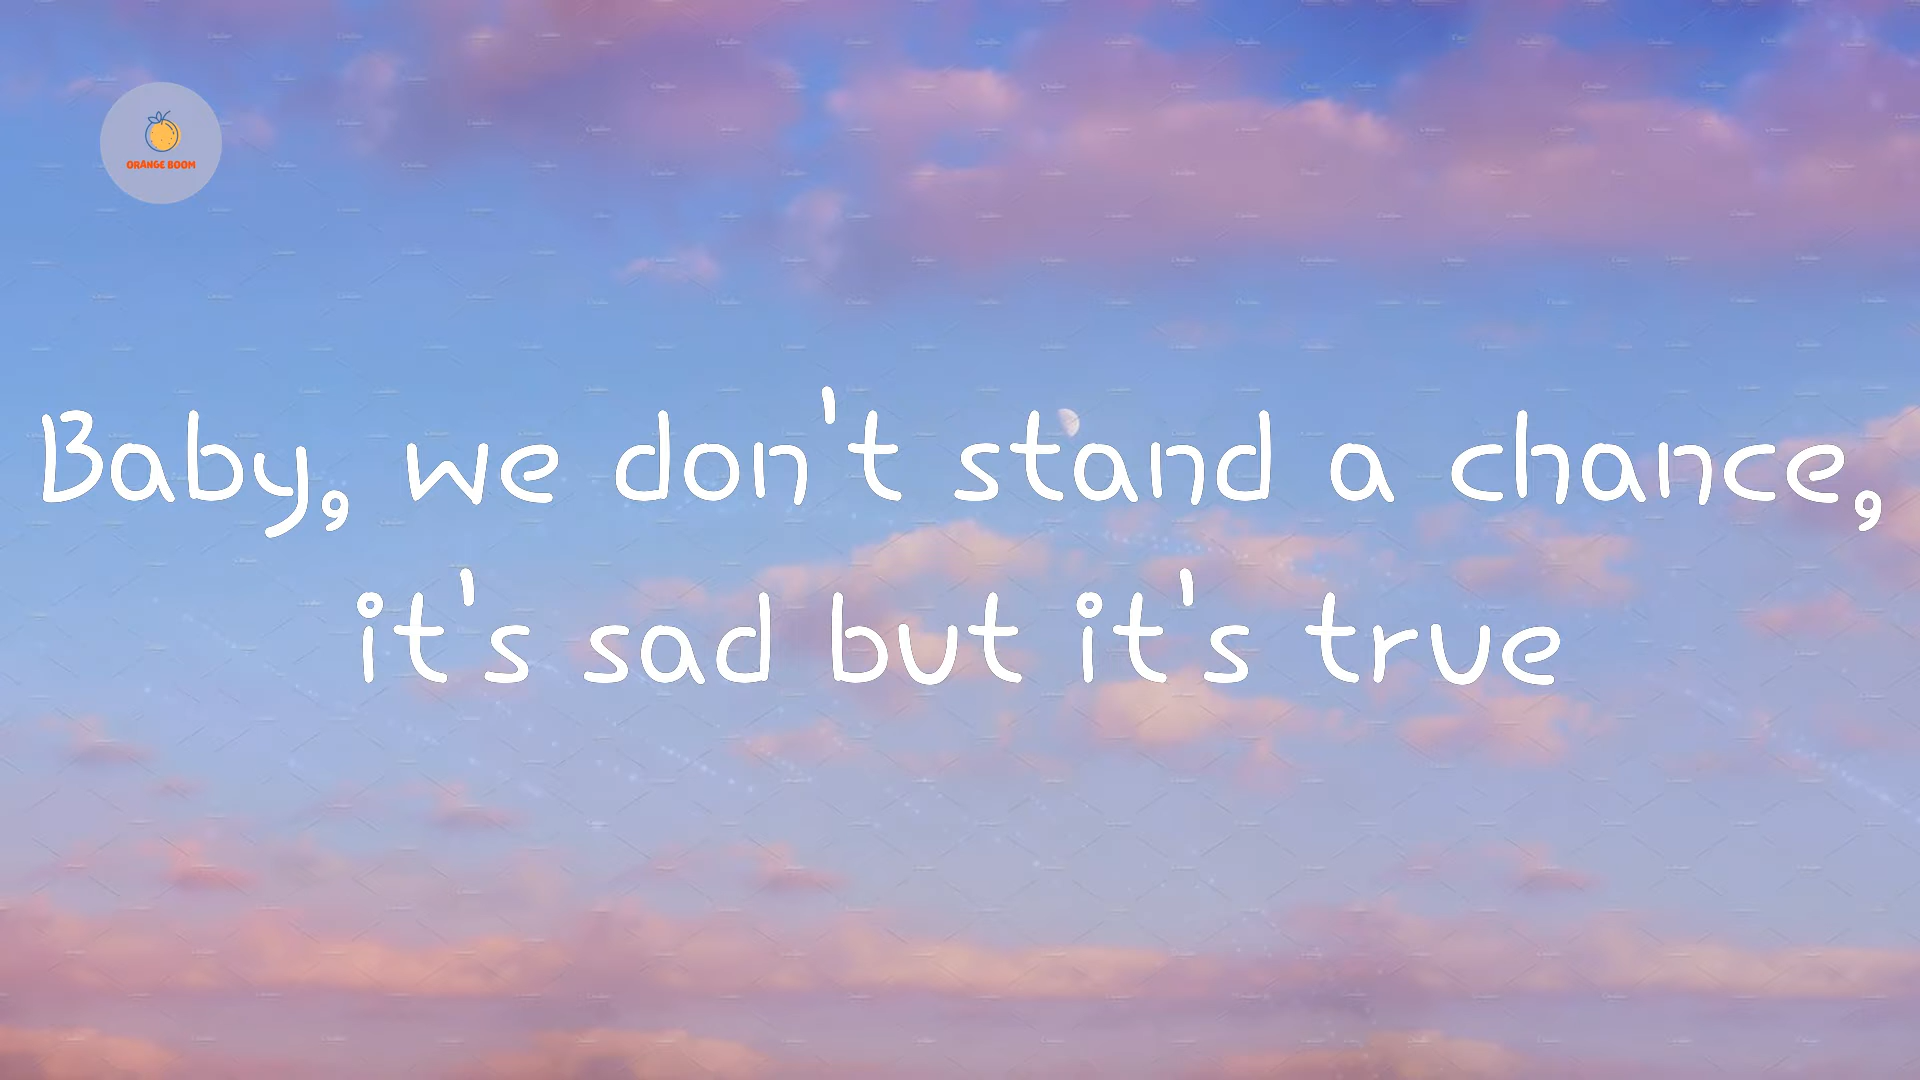 ORANGE BOOM
Baby, we don't stand a chance,
it's sad but it's true